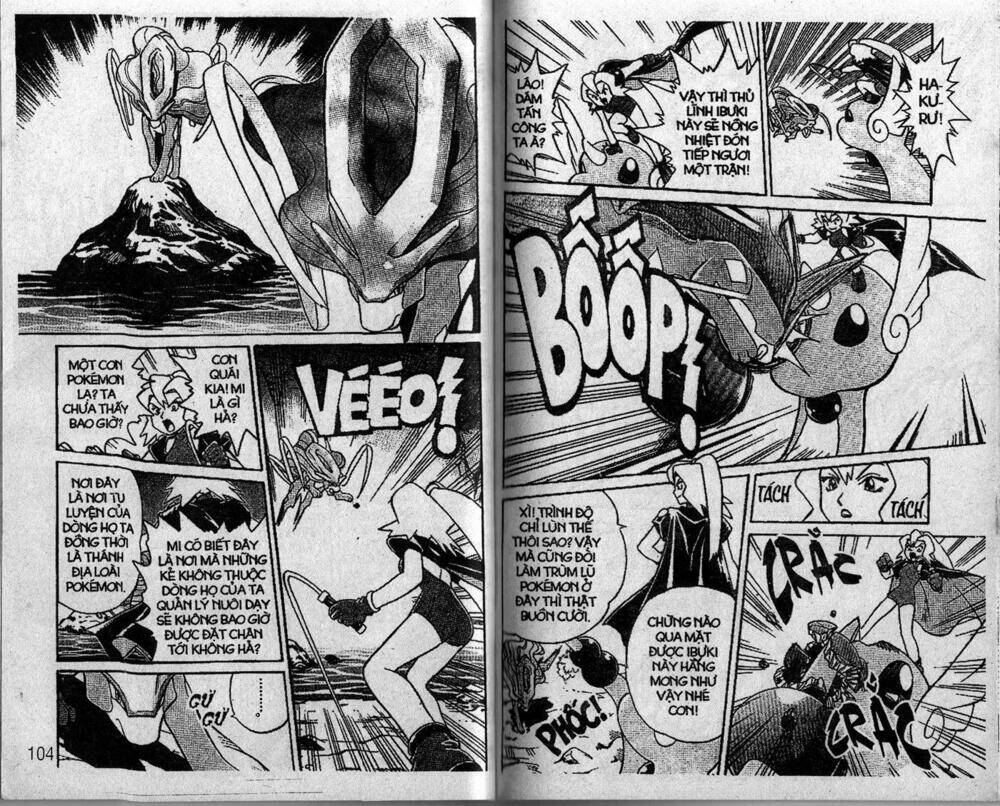 MỘT CON
POKÉMON
LẠ? TA
CHƯA THẤY
BAO GIỜ?
CON
QUÁI
KIA! MI
LÀ GÌ
HẢ?
NƠI ĐÂY
LÀ NƠI TU
LUYỆN CỦA
DÒNG HỌ TA
ĐỒNG THỜI
LÀ THÁNH
ĐỊA LOÀI
POKÉMON.
MI CÓ BIẾT ĐÂY
LÀ NƠI MÀ NHỮNG
KẺ KHÔNG THUỘC
DÒNG HỌ CỦA TA
QUẢN LÝ NUÔI DẠY
SẼ KHÔNG BAO GIỜ
ĐƯỢC ĐẶT CHÂN
TỚI KHÔNG HẢ?
GỪ
GỪ
..........
VÉÉÉO!
104
LÁO!
DÁM
TẤN
CÔNG
TA À?
VẬY THÌ THỦ
LĨNH IBUKI
NÀY SẼ NỒNG
NHIỆT ĐÓN
TIẾP NGƯƠI
MỘT TRẬN!
HA-
KƯ-
RƯ!
BÔỐP!
XÌ! TRÌNH ĐỘ
CHỈ LÙN THẾ
THÔI SAO? VẬY
MÀ CŨNG ĐÒI
LÀM TRÙM LŨ
POKÉMON Ở
ĐÂY THÌ THẬT
BUỒN CƯỜI.
CHỪNG NÀO
QUA MẶT
ĐƯỢC IBUKI
NÀY HẴNG
MONG NHƯ
VẬY NHÉ
CON!
PHỐC!
TÁCH
TÁCH
CRẮC
CRẮC